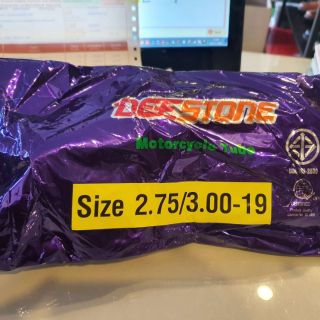 DEESTONE
Motorcycle Tube
Size 2.75/3.00-19